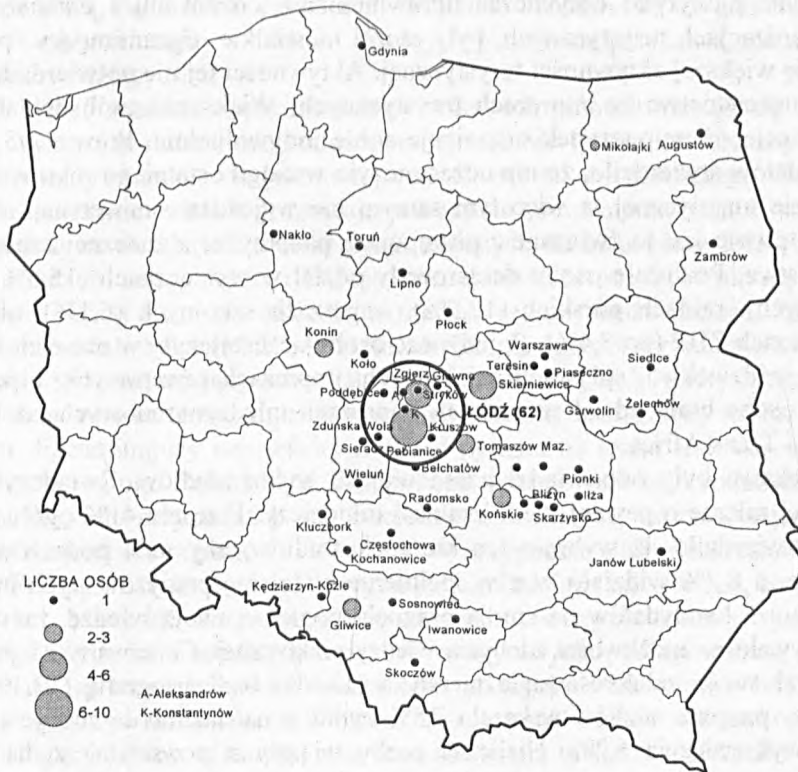 Gdynia
Mikołajki Augustów
Nakło
Toruń
Zambrów
Lipno
Płock
Konin
Koło
Warszawa
Siedlce
Teresin
Piaseczno
Zgierz
Głowno
Skierniewice
Poddębice
A
Stryków
Garwolin
Żelechów
K
ŁÓDŹ (62)
Zduńska Wola
Kluszów
Sieradz
Pabianice
Tomaszów Maz.
Wieluń
Bełchatów
Pionki
Radomsko
Bliżyn
Iłża
Końskie
Skarżysko
Kluczbork
Częstochowa
Kochanowice
Janów Lubelski
LICZBA OSÓB
Kędzierzyn-Koźle
Sosnowiec
Gliwice
Iwanowice
Skoczów
2-3
4-6
6-10
A-Aleksandrów
K-Konstantynów